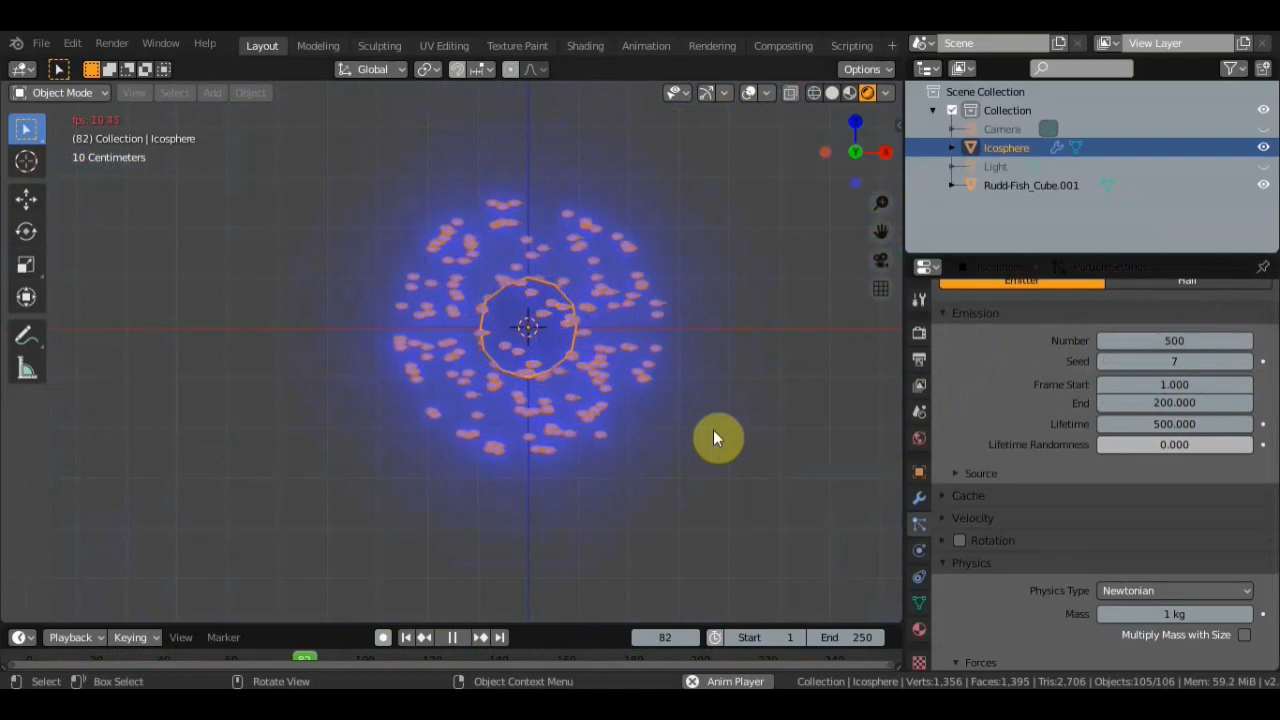 File Edit Render Window Help Layout Modeling Sculpting UV Editing Texture Paint Shading Animation Rendering Compositing Scripting + Scene View Layer
Global Options
Object Mode View Select Add Object
Scene Collection
Collection
Camera
Icosphere
Light
Rudd-Fish_Cube.001
fps: 19.43
(82) Collection | Icosphere
10 Centimeters
Z
Y
X
Emitter Hair
Emission
Number 500
Seed 7
Frame Start 1.000
End 200.000
Lifetime 500.000
Lifetime Randomness 0.000
Source
Cache
Velocity
Rotation
Physics
Physics Type Newtonian
Mass 1 kg
Multiply Mass with Size
Forces
Playback Keying View Marker 82 Start 1 End 250
82
Select Box Select Rotate View Object Context Menu Anim Player Collection | Icosphere | Verts:1,356 | Faces:1,395 | Tris:2,706 | Objects:105/106 | Mem: 59.2 MiB | v2.